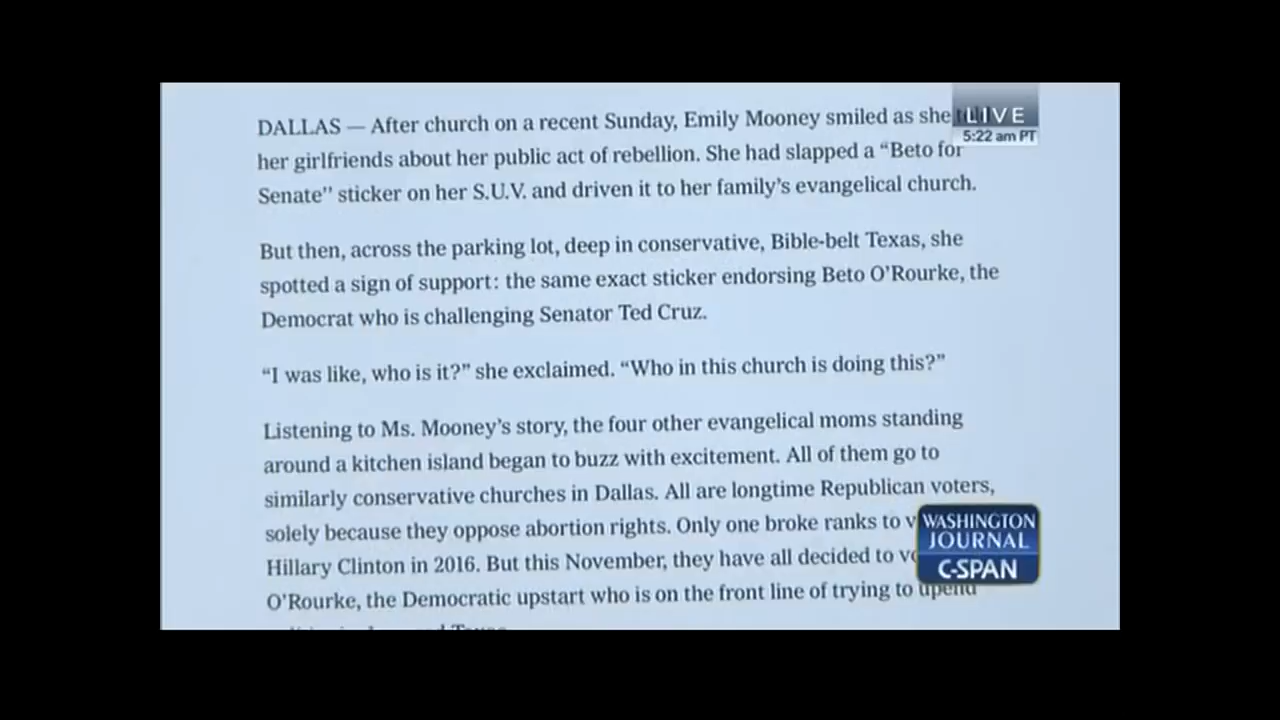 DALLAS — After church on a recent Sunday, Emily Mooney smiled as she
LIVE
5:22 am PT
her girlfriends about her public act of rebellion. She had slapped a “Beto for
Senate” sticker on her S.U.V. and driven it to her family’s evangelical church.
But then, across the parking lot, deep in conservative, Bible-belt Texas, she
spotted a sign of support: the same exact sticker endorsing Beto O’Rourke, the
Democrat who is challenging Senator Ted Cruz.
“I was like, who is it?” she exclaimed. “Who in this church is doing this?”
Listening to Ms. Mooney’s story, the four other evangelical moms standing
around a kitchen island began to buzz with excitement. All of them go to
similarly conservative churches in Dallas. All are longtime Republican voters,
solely because they oppose abortion rights. Only one broke ranks to
Hillary Clinton in 2016. But this November, they have all decided to
O’Rourke, the Democratic upstart who is on the front line of trying to upend
WASHINGTON
JOURNAL
C-SPAN